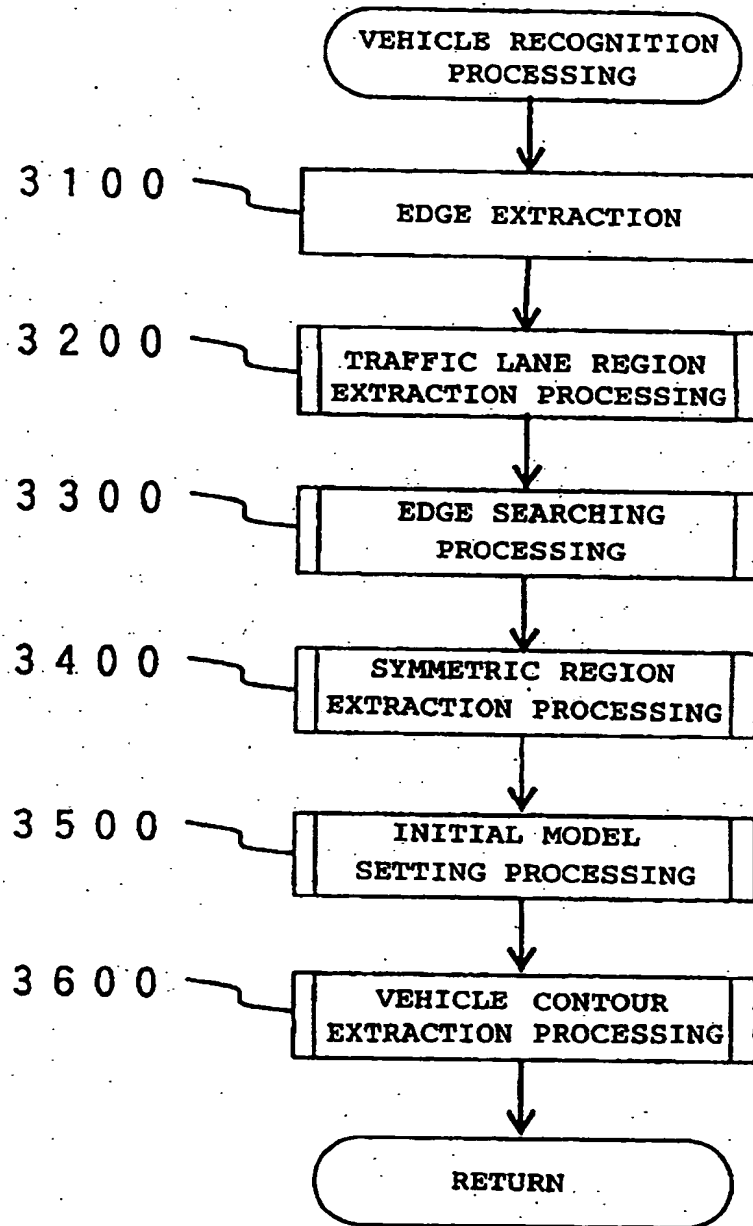 VEHICLE RECOGNITION
PROCESSING
3100
EDGE EXTRACTION
3200
TRAFFIC LANE REGION
EXTRACTION PROCESSING
3300
EDGE SEARCHING
PROCESSING
3400
SYMMETRIC REGION
EXTRACTION PROCESSING
3500
INITIAL MODEL
SETTING PROCESSING
3600
VEHICLE CONTOUR
EXTRACTION PROCESSING
RETURN